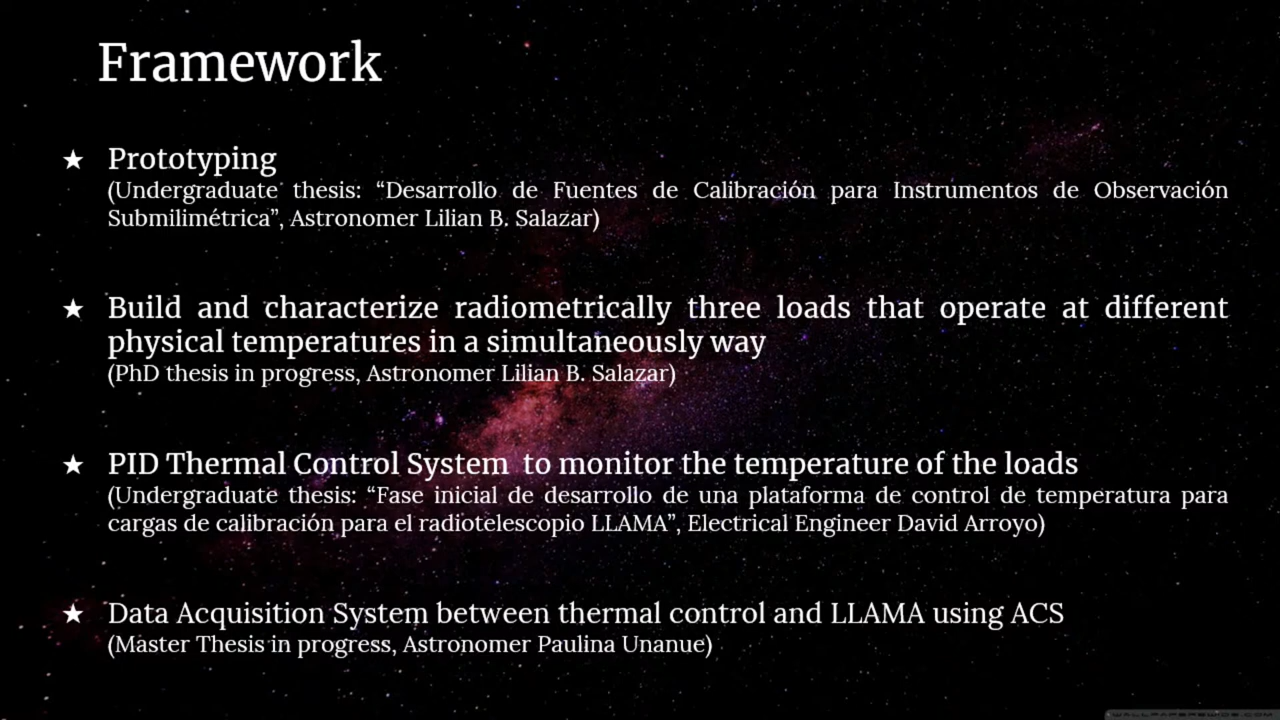 Framework
★ Prototyping
(Undergraduate thesis: “Desarrollo de Fuentes de Calibración para Instrumentos de Observación
Submilimétrica”, Astronomer Lilian B. Salazar)
★ Build and characterize radiometrically three loads that operate at different
physical temperatures in a simultaneously way
(PhD thesis in progress, Astronomer Lilian B. Salazar)
★ PID Thermal Control System to monitor the temperature of the loads
(Undergraduate thesis: “Fase inicial de desarrollo de una plataforma de control de temperatura para
cargas de calibración para el radiotelescopio LLAMA”, Electrical Engineer David Arroyo)
★ Data Acquisition System between thermal control and LLAMA using ACS
(Master Thesis in progress, Astronomer Paulina Unanue)